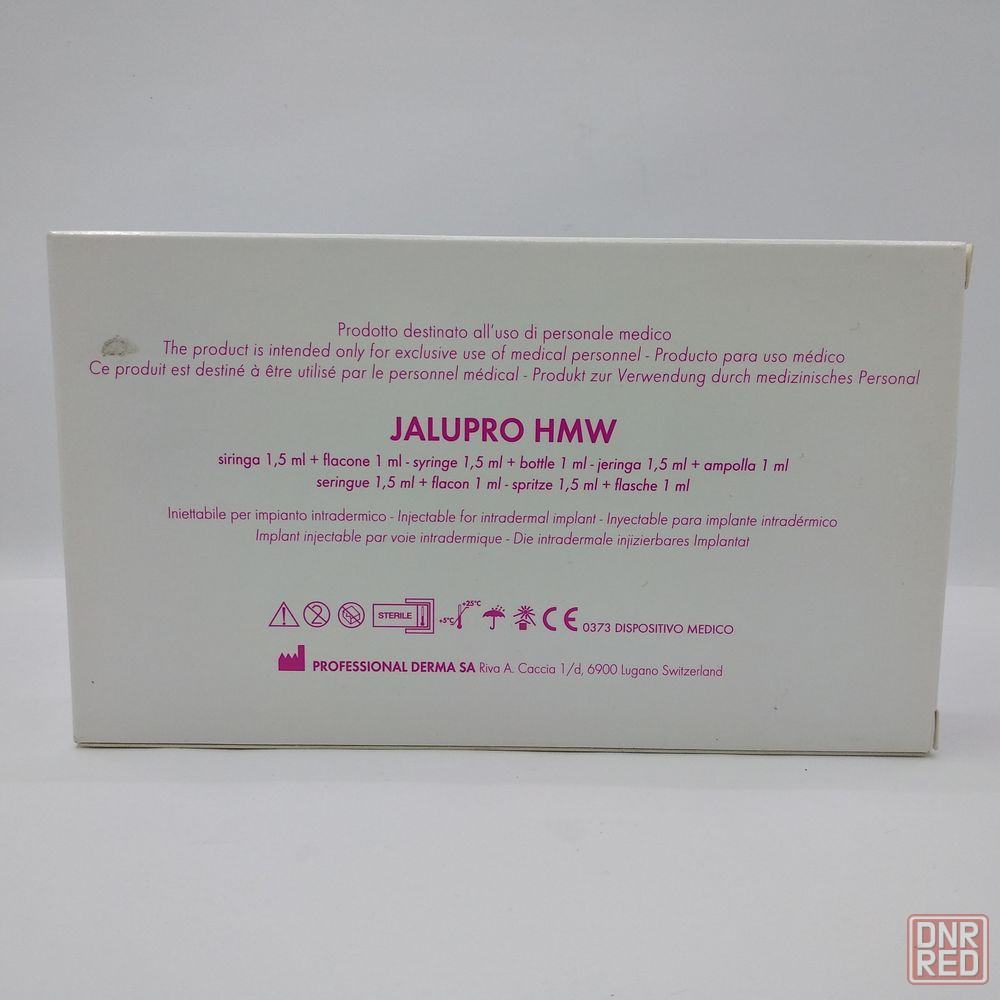 Prodotto destinato all'uso di personale medico
The product is intended only for exclusive use of medical personnel - Producto para uso médico
Ce produit est destiné à être utilisé par le personnel médical - Produkt zur Verwendung durch medizinisches Personal
JALUPRO HMW
siringa 1,5 ml + flacone 1 ml - syringe 1,5 ml + bottle 1 ml - jeringa 1,5 ml + ampolla 1 ml
seringue 1,5 ml + flacon 1 ml - spritze 1,5 ml + flasche 1 ml
Iniettabile per impianto intradermico - Injectable for intradermal implant - Inyectable para implante intradérmico
Implant injectable par voie intradermique - Die intradermale injizierbares Implantat
2 STERILE +5°C +25°C CE 0373 DISPOSITIVO MEDICO
PROFESSIONAL DERMA SA Riva A. Caccia 1/d, 6900 Lugano Switzerland
DNR
RED